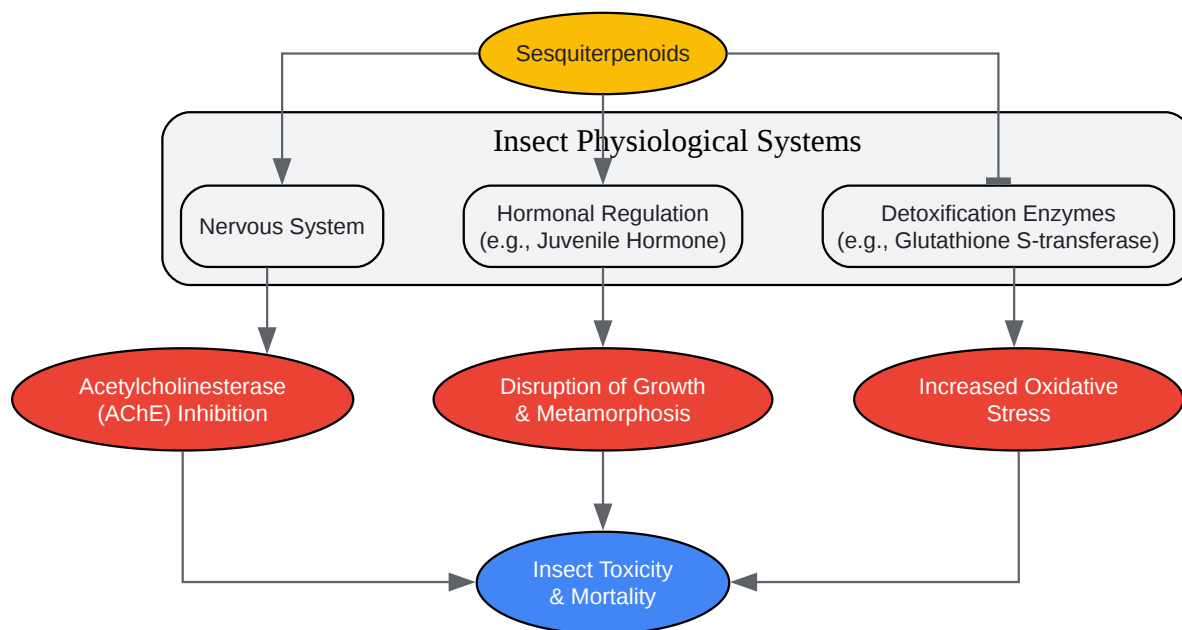 Sesquiterpenoids
Insect Physiological Systems
Nervous System
Hormonal Regulation
(e.g., Juvenile Hormone)
Detoxification Enzymes
(e.g., Glutathione S-transferase)
Acetylcholinesterase
(AChE) Inhibition
Disruption of Growth
& Metamorphosis
Increased Oxidative
Stress
Insect Toxicity
& Mortality